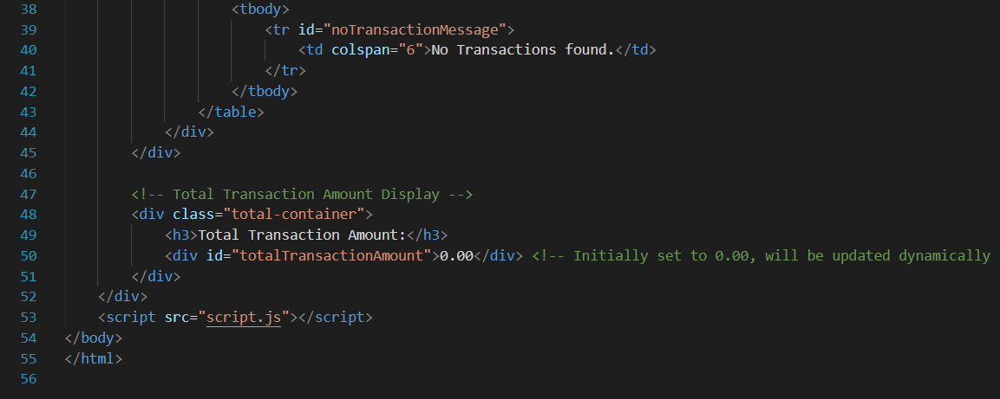 38 <tbody>
39 <tr id="noTransactionMessage">
40 <td colspan="6">No Transactions found.</td>
41 </tr>
42 </tbody>
43 </table>
44 </div>
45 </div>
46
47 <!-- Total Transaction Amount Display -->
48 <div class="total-container">
49 <h3>Total Transaction Amount:</h3>
50 <div id="totalTransactionAmount">0.00</div> <!-- Initially set to 0.00, will be updated dynamically
51 </div>
52 </div>
53 <script src="script.js"></script>
54 </body>
55 </html>
56